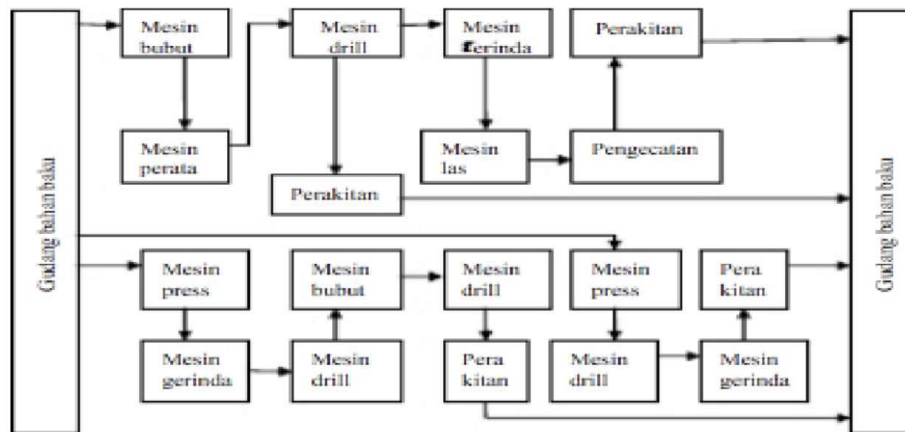 Gudang bahan baku
Mesin
bubut
Mesin
drill
Mesin
gerinda
Perakitan
Mesin
perata
Mesin
las
Pengecatan
Perakitan
Mesin
press
Mesin
bubut
Mesin
drill
Mesin
press
Pera
kitan
Mesin
gerinda
Mesin
drill
Pera
kitan
Mesin
drill
Mesin
gerinda
Gudang bahan baku